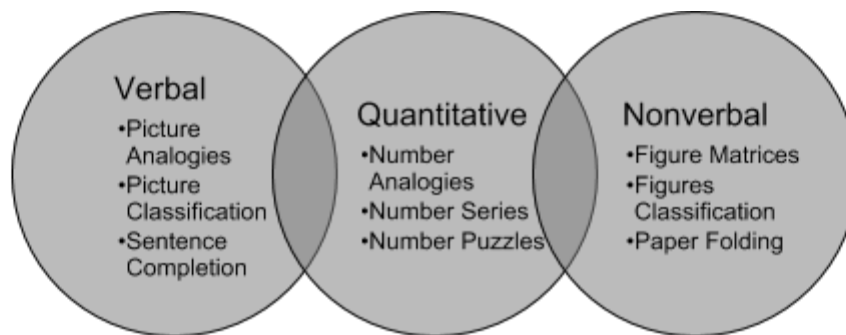 Verbal
•Picture
Analogies
•Picture
Classification
•Sentence
Completion
Quantitative
•Number
Analogies
•Number Series
•Number Puzzles
Nonverbal
•Figure Matrices
•Figures
Classification
•Paper Folding